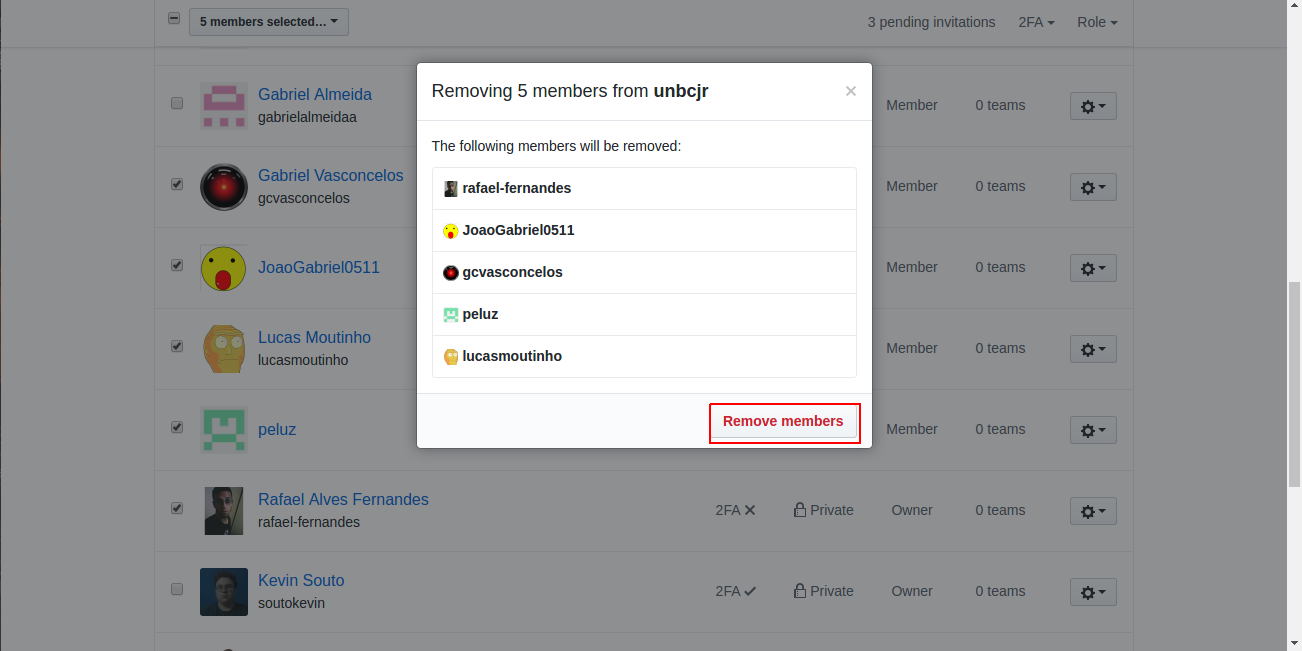 5 members selected...
3 pending invitations 2FA Role
Removing 5 members from unbcjr ×
The following members will be removed:
rafael-fernandes
JoaoGabriel0511
gcvasconcelos
peluz
lucasmoutinho
Remove members
Gabriel Almeida
gabrielalmeidaa
Member 0 teams
Gabriel Vasconcelos
gcvasconcelos
Member 0 teams
JoaoGabriel0511
Member 0 teams
Lucas Moutinho
lucasmoutinho
Member 0 teams
peluz
Member 0 teams
Rafael Alves Fernandes
rafael-fernandes
2FA Private Owner 0 teams
Kevin Souto
soutokevin
2FA Private Owner 0 teams